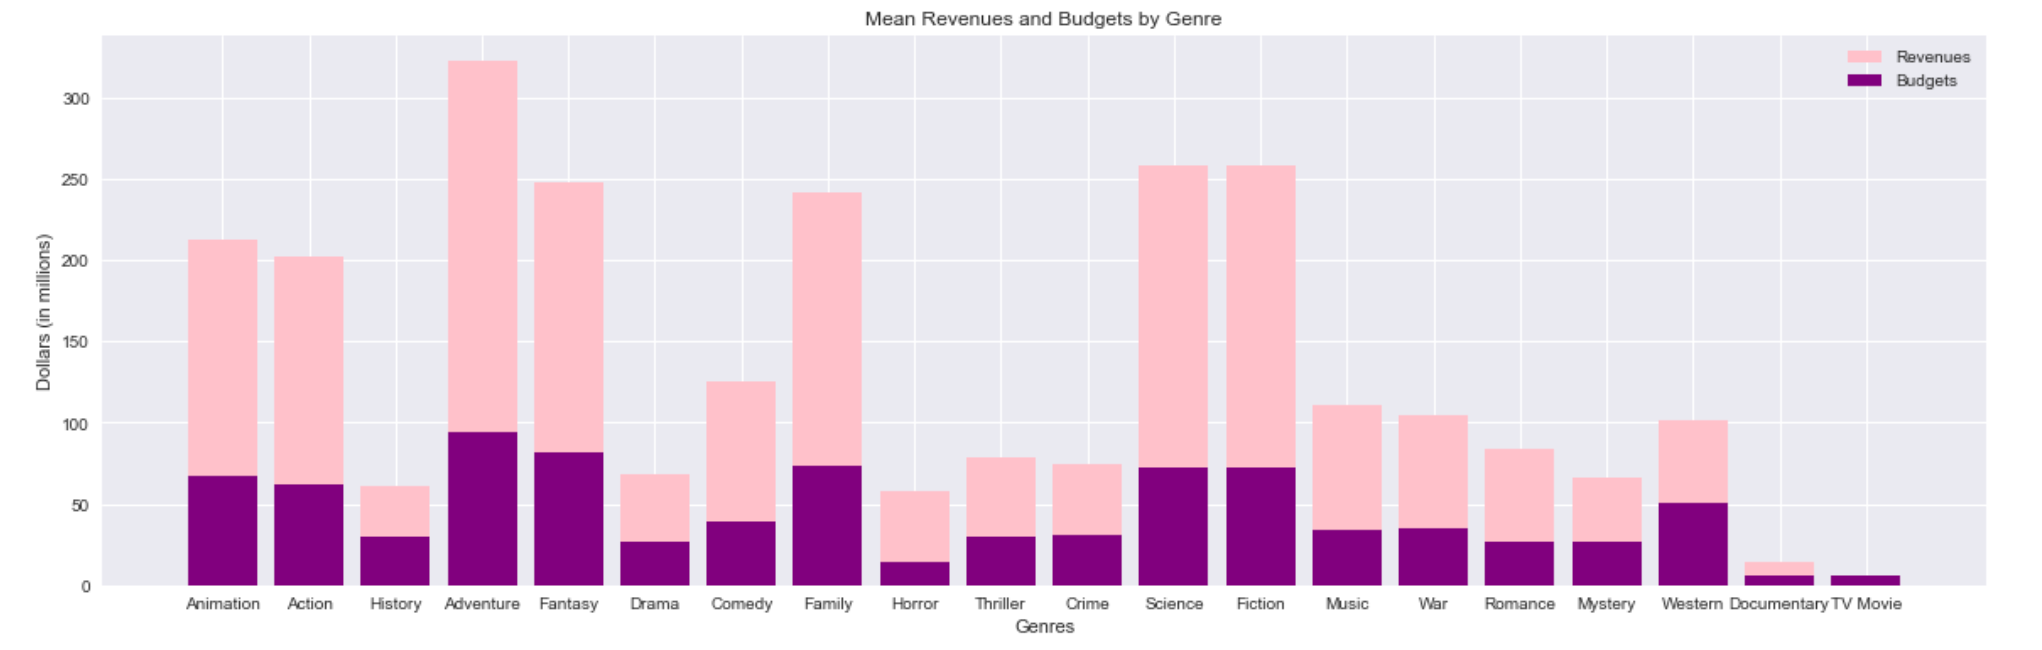 Mean Revenues and Budgets by Genre
Revenues
Budgets
Dollars (in millions)
300
250
200
150
100
50
0
Animation Action History Adventure Fantasy Drama Comedy Family Horror Thriller Crime Science Fiction Music War Romance Mystery Western Documentary TV Movie
Genres